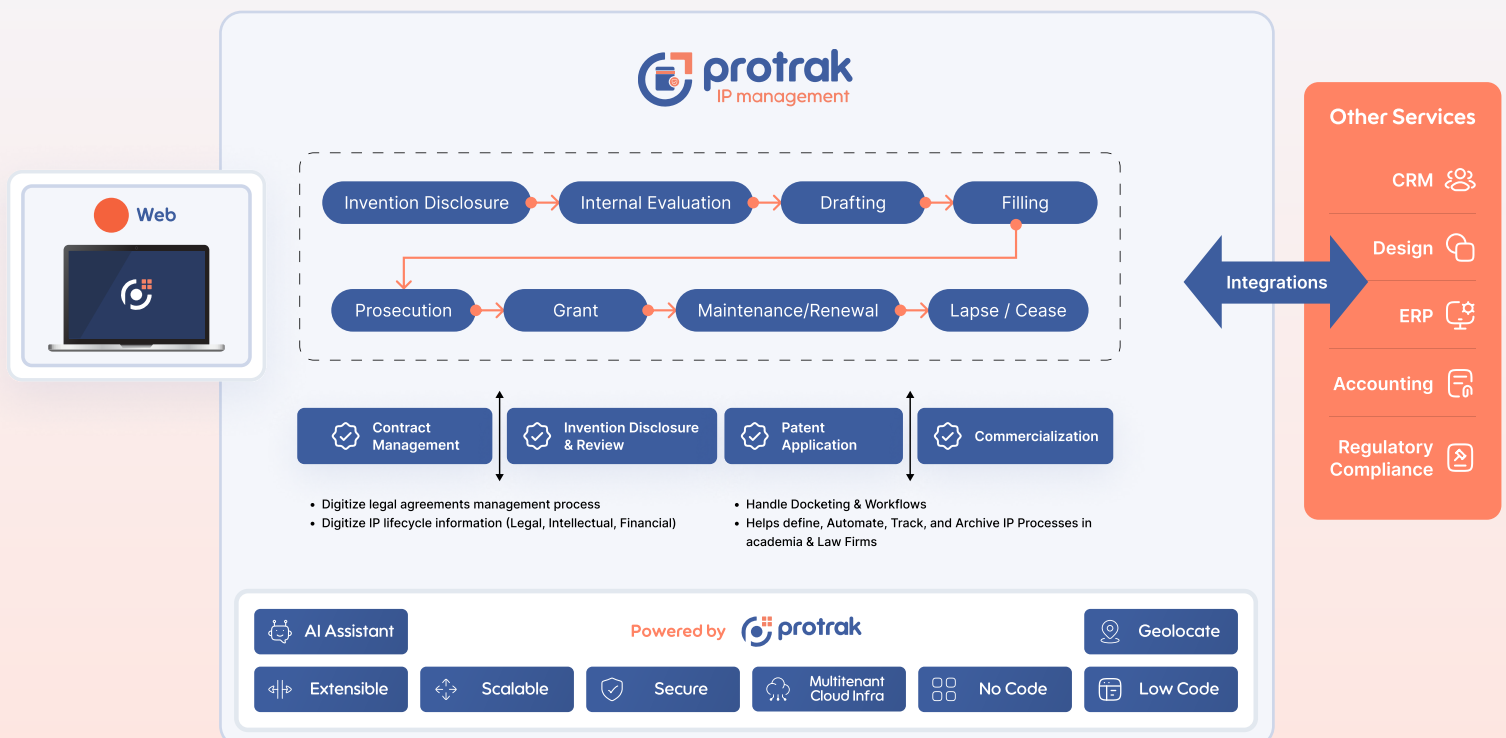 protrak
IP management
Web
Invention Disclosure
Internal Evaluation
Drafting
Filling
Prosecution
Grant
Maintenance/Renewal
Lapse / Cease
Contract
Management
Invention Disclosure
& Review
Patent
Application
Commercialization
• Digitize legal agreements management process
• Digitize IP lifecycle information (Legal, Intellectual, Financial)
• Handle Docketing & Workflows
• Helps define, Automate, Track, and Archive IP Processes in
academia & Law Firms
Integrations
Other Services
CRM
Design
ERP
Accounting
Regulatory
Compliance
AI Assistant
Powered by protrak
Geolocate
Extensible
Scalable
Secure
Multitenant
Cloud Infra
No Code
Low Code